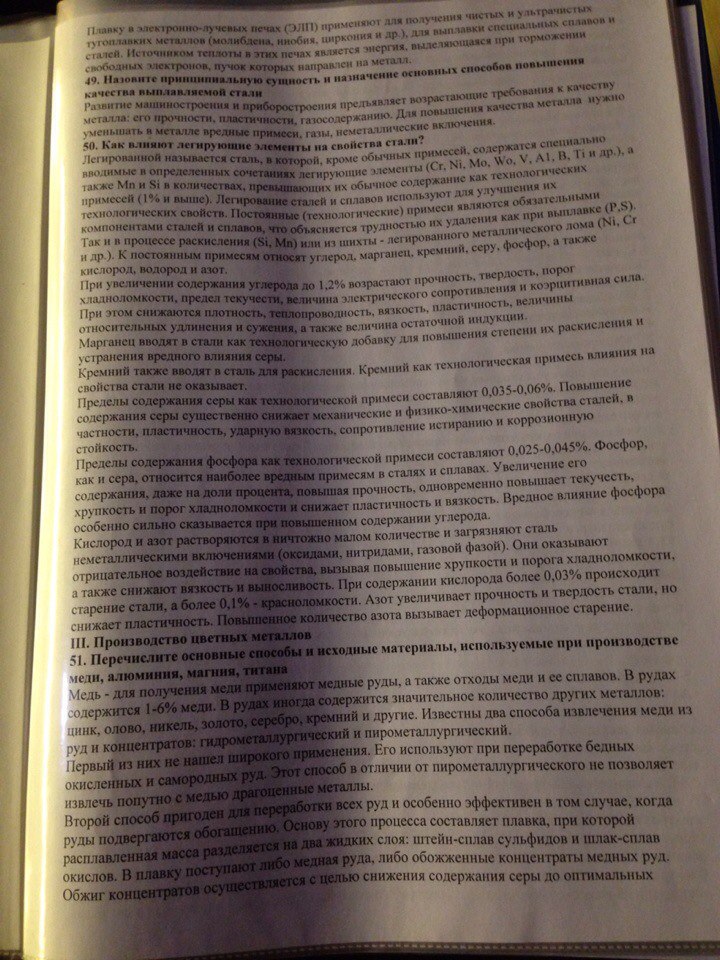 Плавку в электронно-лучевых печах (ЭЛП) применяют для получения чистых и ультрачистых
тугоплавких металлов (молибдена, ниобия, циркония и др.), для выплавки специальных сплавов и
сталей. Источником теплоты в этих печах является энергия, выделяющаяся при торможении
свободных электронов, пучок которых направлен на металл.
49. Назовите принципиальную сущность и назначение основных способов повышения
качества выплавляемой стали
Развитие машиностроения и приборостроения предъявляет возрастающие требования к качеству
металла: его прочности, пластичности, газосодержанию. Для повышения качества металла нужно
уменьшать в металле вредные примеси, газы, неметаллические включения.
50. Как влияют легирующие элементы на свойства стали?
Легированной называется сталь, в которой, кроме обычных примесей, содержатся специально
вводимые в определенных сочетаниях легирующие элементы (Cr, Ni, Mo, Wo, V, A1, B, Ti и др.), а
также Mn и Si в количествах, превышающих их обычное содержание как технологических
примесей (1% и выше). Легирование сталей и сплавов используют для улучшения их
технологических свойств. Постоянные (технологические) примеси являются обязательными
компонентами сталей и сплавов, что объясняется трудностью их удаления как при выплавке (P,S).
Так и в процессе раскисления (Si, Mn) или из шихты - легированного металлического лома (Ni, Cr
и др.). К постоянным примесям относят углерод, марганец, кремний, серу, фосфор, а также
кислород, водород и азот.
При увеличении содержания углерода до 1,2% возрастают прочность, твердость, порог
хладноломкости, предел текучести, величина электрического сопротивления и коэрцитивная сила.
При этом снижаются плотность, теплопроводность, вязкость, пластичность, величины
относительных удлинения и сужения, а также величина остаточной индукции.
Марганец вводят в стали как технологическую добавку для повышения степени их раскисления и
устранения вредного влияния серы.
Кремний также вводят в сталь для раскисления. Кремний как технологическая примесь влияния на
свойства стали не оказывает.
Пределы содержания серы как технологической примеси составляют 0,035-0,06%. Повышение
содержания серы существенно снижает механические и физико-химические свойства сталей, в
частности, пластичность, ударную вязкость, сопротивление истиранию и коррозионную
стойкость.
Пределы содержания фосфора как технологической примеси составляют 0,025-0,045%. Фосфор,
как и сера, относится наиболее вредным примесям в сталях и сплавах. Увеличение его
содержания, даже на доли процента, повышая прочность, одновременно повышает текучесть,
хрупкость и порог хладноломкости и снижает пластичность и вязкость. Вредное влияние фосфора
особенно сильно сказывается при повышенном содержании углерода.
Кислород и азот растворяются в ничтожно малом количестве и загрязняют сталь
неметаллическими включениями (оксидами, нитридами, газовой фазой). Они оказывают
отрицательное воздействие на свойства, вызывая повышение хрупкости и порога хладноломкости,
а также снижают вязкость и выносливость. При содержании кислорода более 0,03% происходит
старение стали, а более 0,1% - красноломкости. Азот увеличивает прочность и твердость стали, но
снижает пластичность. Повышенное количество азота вызывает деформационное старение.
III. Производство цветных металлов
51. Перечислите основные способы и исходные материалы, используемые при производстве
меди, алюминия, магния, титана
Медь - для получения меди применяют медные руды, а также отходы меди и ее сплавов. В рудах
содержится 1-6% меди. В рудах иногда содержится значительное количество других металлов:
цинк, олово, никель, золото, серебро, кремний и другие. Известны два способа извлечения меди из
руд и концентратов: гидрометаллургический и пирометаллургический.
Первый из них не нашел широкого применения. Его используют при переработке бедных
окисленных и самородных руд. Этот способ в отличии от пирометаллургического не позволяет
извлечь попутно с медью драгоценные металлы.
Второй способ пригоден для переработки всех руд и особенно эффективен в том случае, когда
руды подвергаются обогащению. Основу этого процесса составляет плавка, при которой
расплавленная масса разделяется на два жидких слоя: штейн-сплав сульфидов и шлак-сплав
окислов. В плавку поступают либо медная руда, либо обожженные концентраты медных руд.
Обжиг концентратов осуществляется с целью снижения содержания серы до оптимальных